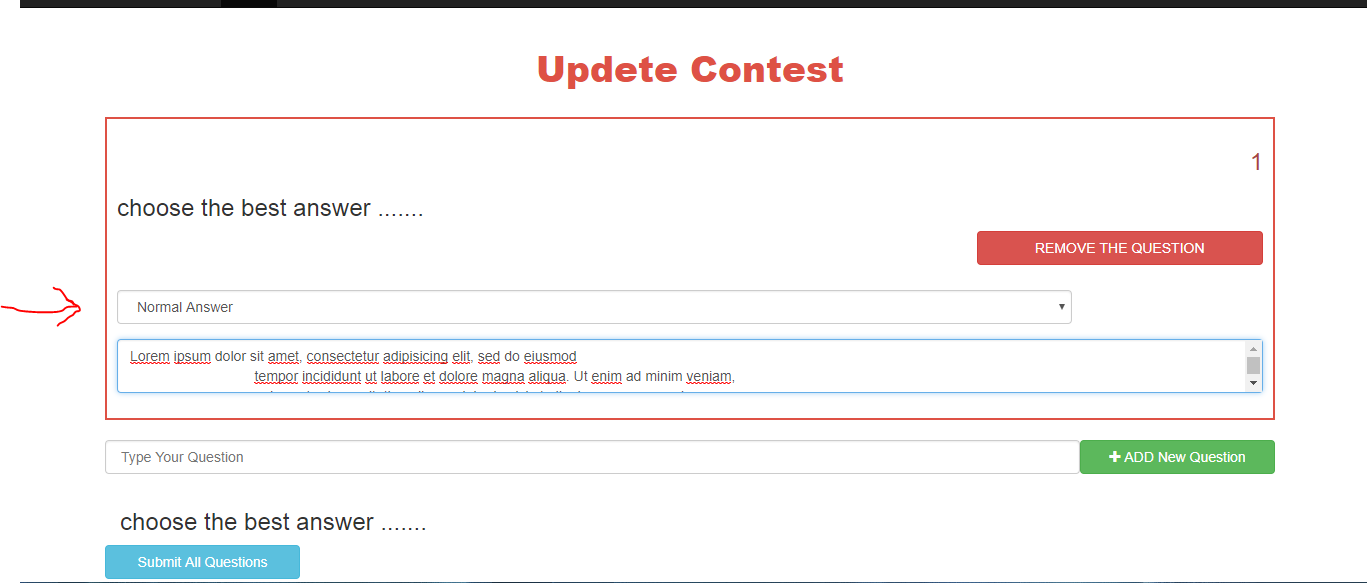 Updete Contest
1
choose the best answer .......
REMOVE THE QUESTION
Normal Answer
Lorem ipsum dolor sit amet, consectetur adipisicing elit, sed do eiusmod
tempor incididunt ut labore et dolore magna aliqua. Ut enim ad minim veniam,
Type Your Question
ADD New Question
choose the best answer .......
Submit All Questions